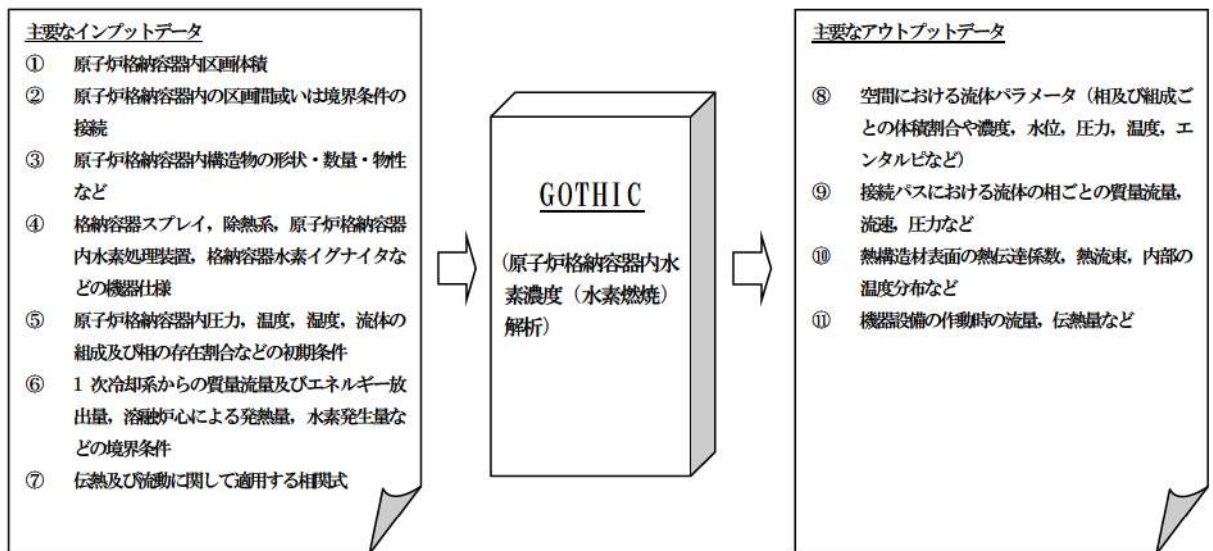 主要なインプットデータ
① 原子炉格納容器内区画体積
② 原子炉格納容器内の区画間或いは境界条件の
接続
③ 原子炉格納容器内構造物の形状・数量・物性
など
④ 格納容器スプレイ，除熱系，原子炉格納容器
内水素処理装置，格納容器水素イグナイタな
どの機器仕様
⑤ 原子炉格納容器内圧力，温度，湿度，流体の
組成及び相の存在割合などの初期条件
⑥ 1 次冷却系からの質量流量及びエネルギー放
出量，溶融炉心による発熱量，水素発生量な
どの境界条件
⑦ 伝熱及び流動に関して適用する相関式
GOTHIC
(原子炉格納容器内水
素濃度（水素燃焼）
解析)
主要なアウトプットデータ
⑧ 空間における流体パラメータ（相及び組成ご
との体積割合や濃度，水位，圧力，温度，エ
ンタルピなど）
⑨ 接続パスにおける流体の相ごとの質量流量，
流速，圧力など
⑩ 熱構造材表面の熱伝達係数，熱流束，内部の
温度分布など
⑪ 機器設備の作動時の流量，伝熱量など